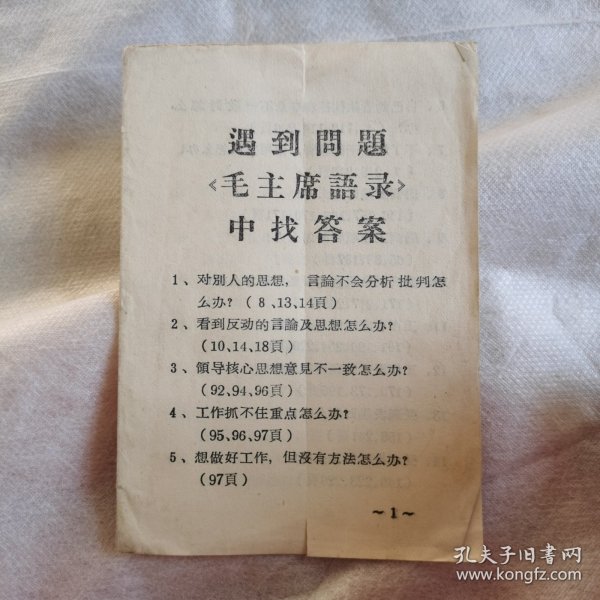 遇到問題
《毛主席語录》
中找答案
1、对別人的思想，言論不会分析批判怎
么办？（8、13、14頁）
2、看到反动的言論及思想怎么办？
（10、14、18頁）
3、領导核心思想意見不一致怎么办？
（92、94、96頁）
4、工作抓不住重点怎么办？
（95、96、97頁）
5、想做好工作，但沒有方法怎么办？
（97頁）
～1～
孔夫子旧书网
www.kongfz.com